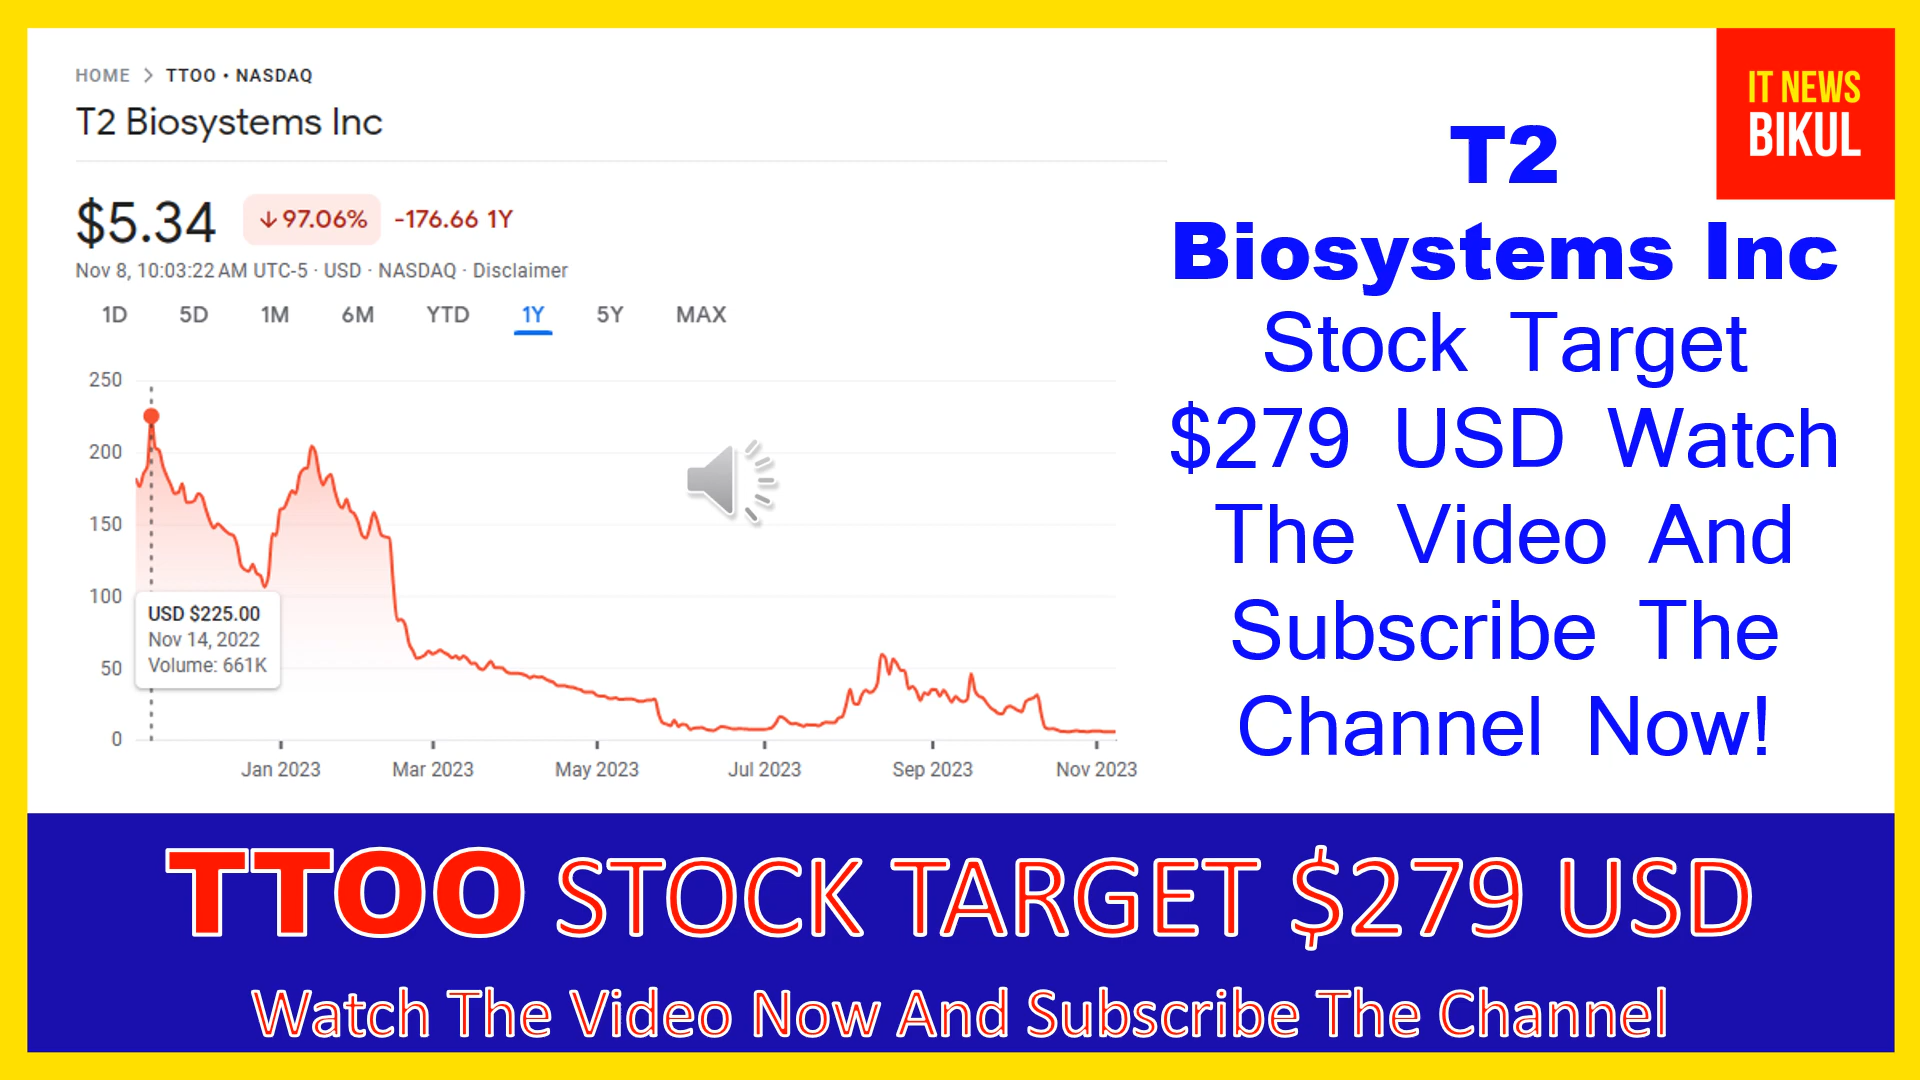 HOME > TTOO • NASDAQ
T2 Biosystems Inc
$5.34 ↓97.06% -176.66 1Y
Nov 8, 10:03:22 AM UTC-5 · USD · NASDAQ · Disclaimer
1D 5D 1M 6M YTD 1Y 5Y MAX
250
200
150
100
50
0
USD $225.00
Nov 14, 2022
Volume: 661K
Jan 2023 Mar 2023 May 2023 Jul 2023 Sep 2023 Nov 2023
IT NEWS
BIKUL
T2
Biosystems Inc
Stock Target
$279 USD Watch
The Video And
Subscribe The
Channel Now!
TTOO STOCK TARGET $279 USD
Watch The Video Now And Subscribe The Channel